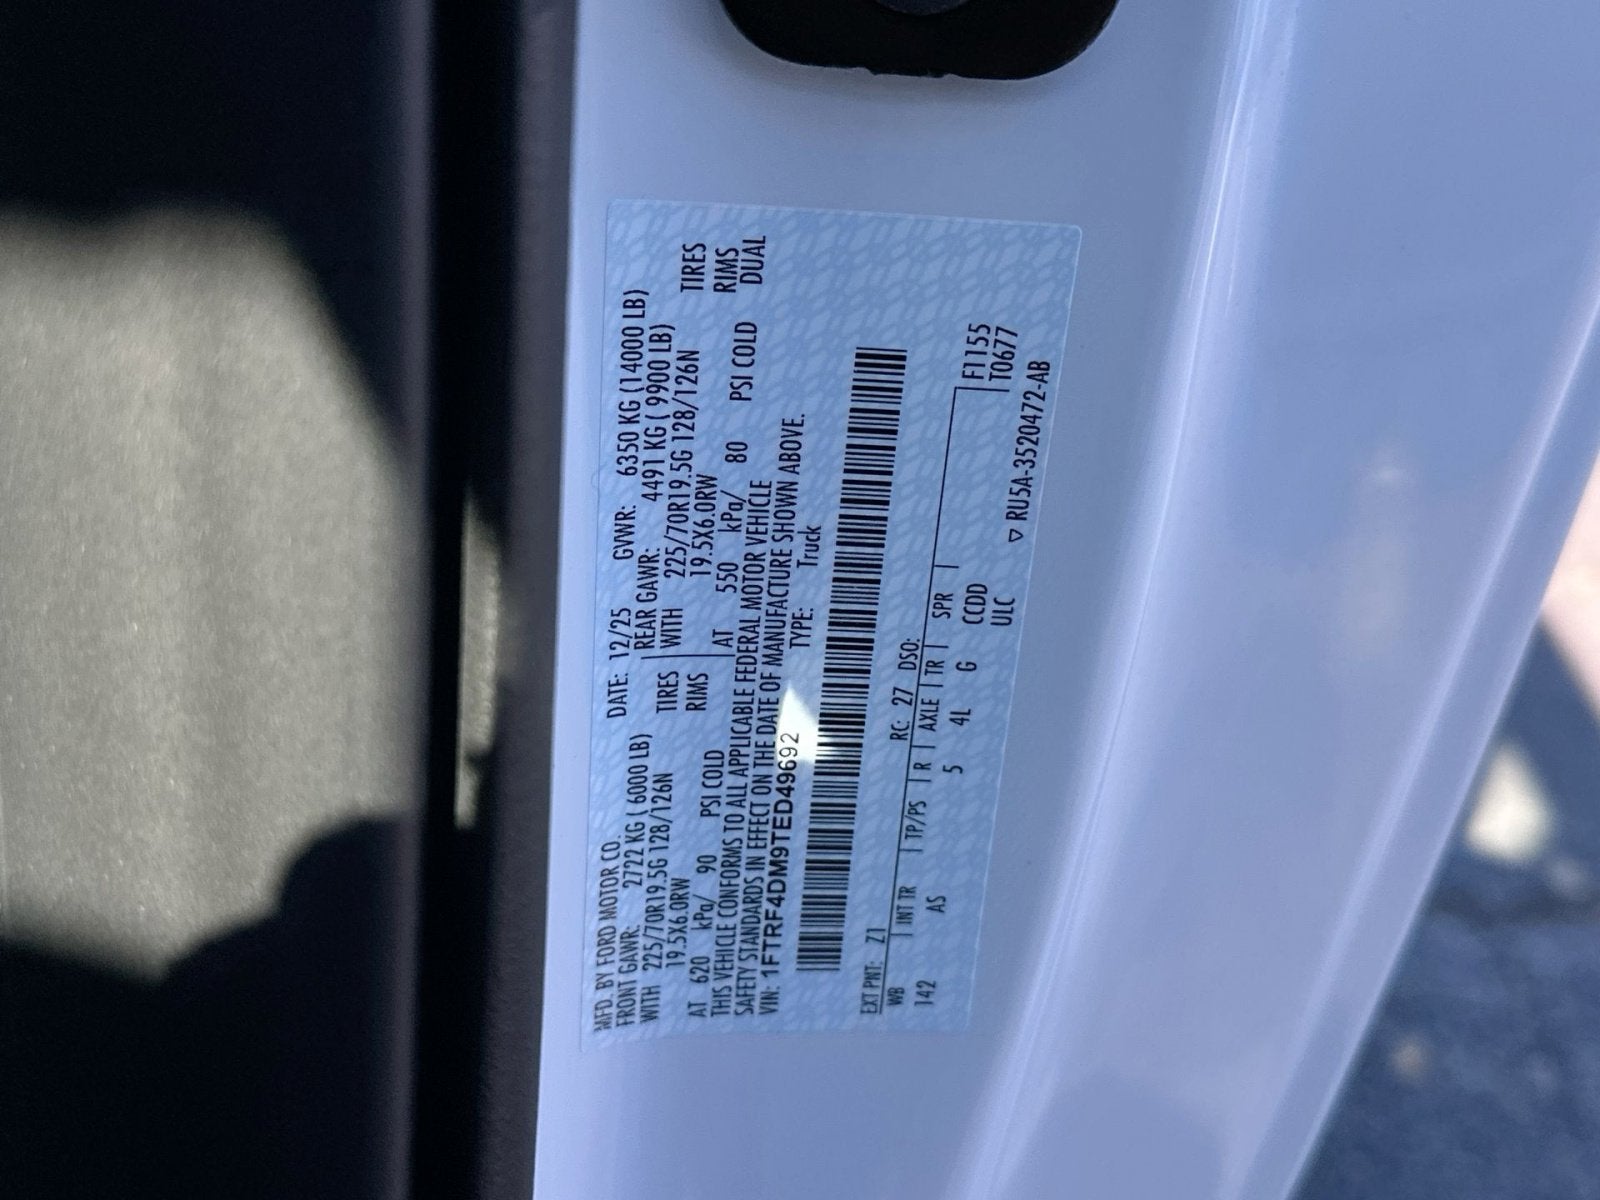 MFD. BY FORD MOTOR CO. DATE: 12/25 GVWR: 6350 KG (14000 LB)
FRONT GAWR: 2722 KG ( 6000 LB) REAR GAWR: 4491 KG ( 9900 LB)
WITH 225/70R19.5G 128/126N TIRES WITH 225/70R19.5G 128/126N TIRES
19.5X6.0RW RIMS 19.5X6.0RW RIMS
AT 620 kPa/ 90 PSI COLD AT 550 kPa/ 80 PSI COLD DUAL
THIS VEHICLE CONFORMS TO ALL APPLICABLE FEDERAL MOTOR VEHICLE
SAFETY STANDARDS IN EFFECT ON THE DATE OF MANUFACTURE SHOWN ABOVE.
VIN: 1FTRF4DM9TED49692 TYPE: Truck
EXT PNT: Z1 RC: 27 DSO:
WB INT TR TP/PS R AXLE TR SPR F1155
142 AS 5 4L G CCDD T0677
ULC ▽ RU5A-3520472-AB